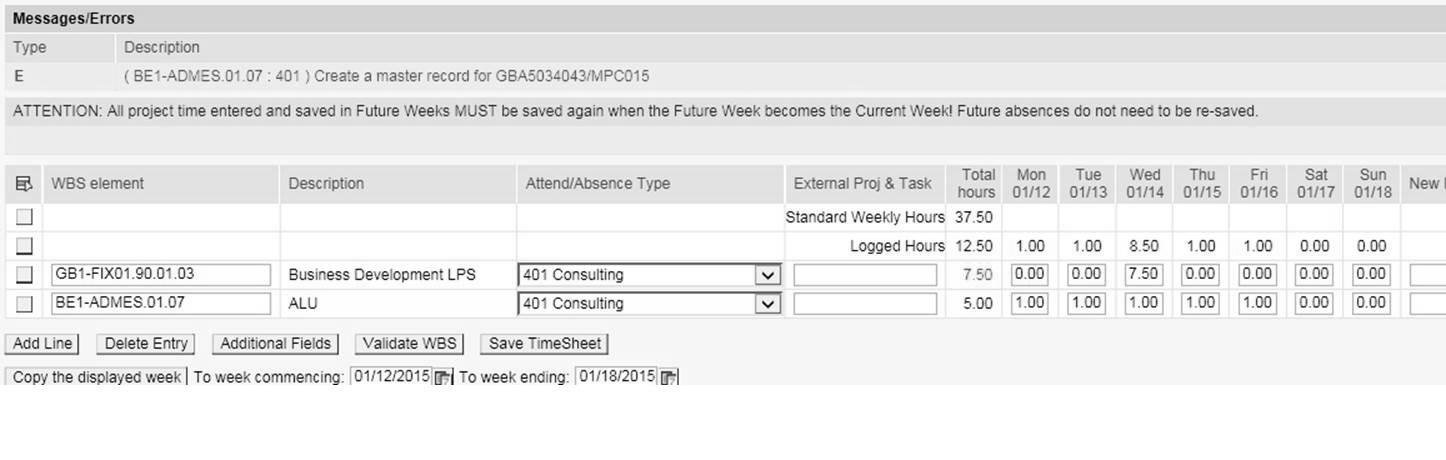 Messages/Errors
Type Description
E ( BE1-ADMES.01.07 : 401 ) Create a master record for GBA5034043/MPC015
ATTENTION: All project time entered and saved in Future Weeks MUST be saved again when the Future Week becomes the Current Week! Future absences do not need to be re-saved.
WBS element Description Attend/Absence Type External Proj & Task Total hours Mon 01/12 Tue 01/13 Wed 01/14 Thu 01/15 Fri 01/16 Sat 01/17 Sun 01/18 New
Standard Weekly Hours 37.50
Logged Hours 12.50 1.00 1.00 8.50 1.00 1.00 0.00 0.00
GB1-FIX01.90.01.03 Business Development LPS 401 Consulting 7.50 0.00 0.00 7.50 0.00 0.00 0.00 0.00
BE1-ADMES.01.07 ALU 401 Consulting 5.00 1.00 1.00 1.00 1.00 1.00 0.00 0.00
Add Line Delete Entry Additional Fields Validate WBS Save TimeSheet
Copy the displayed week To week commencing: 01/12/2015 To week ending: 01/18/2015